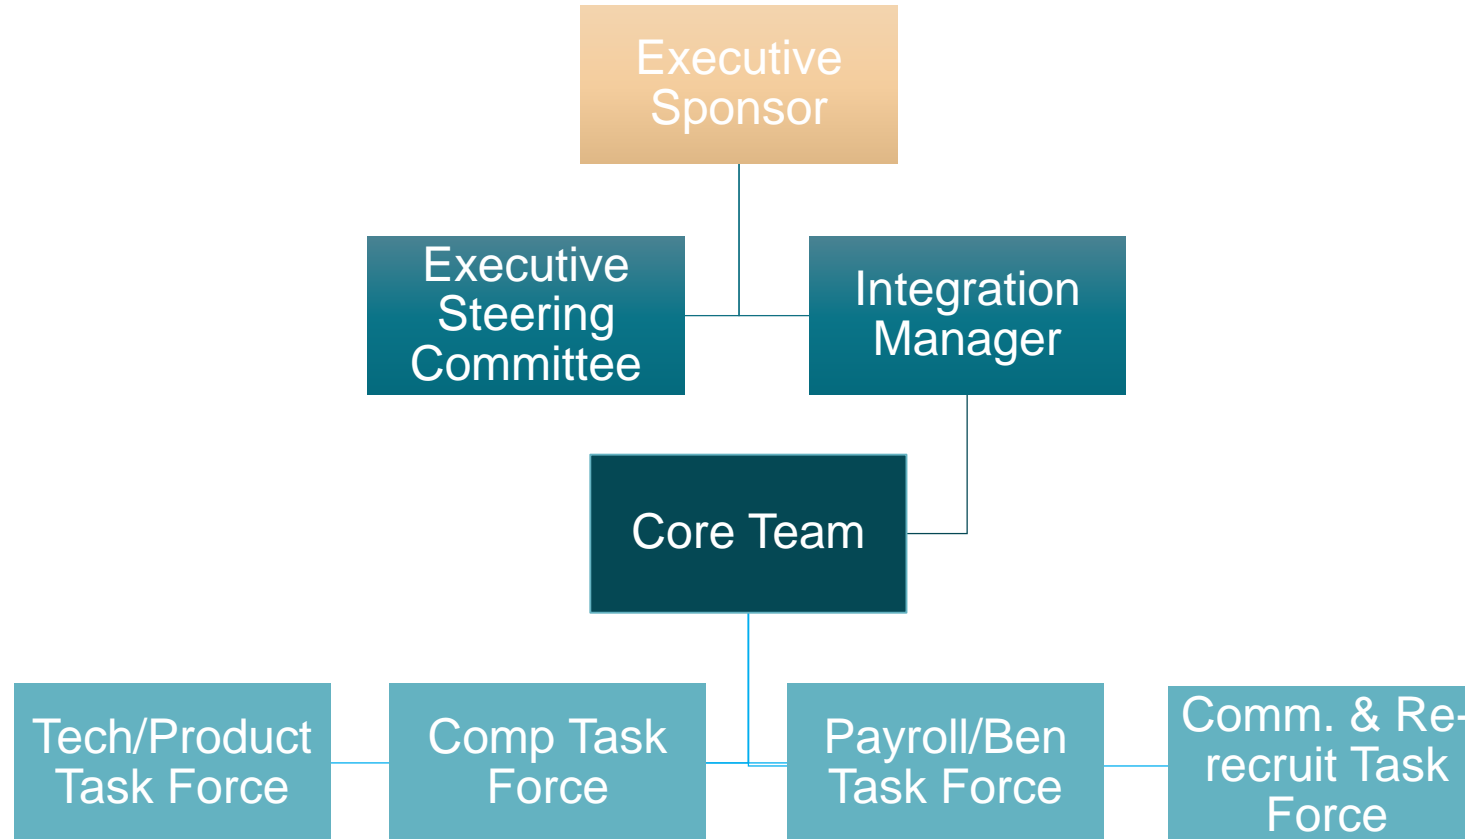 Executive
Sponsor
Executive
Steering
Committee
Integration
Manager
Core Team
Tech/Product
Task Force
Comp Task
Force
Payroll/Ben
Task Force
Comm. & Re-
recruit Task
Force